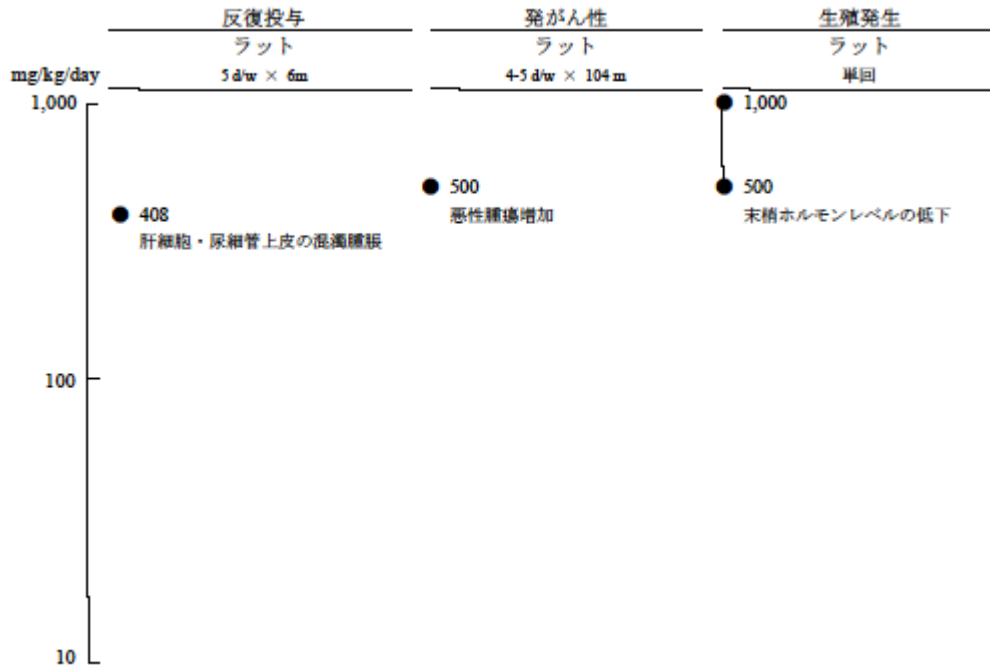 反復投与 発がん性 生殖発生
ラット ラット ラット
mg/kg/day 5 d/w × 6m 4-5 d/w × 104 m 単回
1,000 1,000
500 500
408 悪性腫瘍増加 末梢ホルモンレベルの低下
肝細胞・尿細管上皮の混濁腫脹
100
10